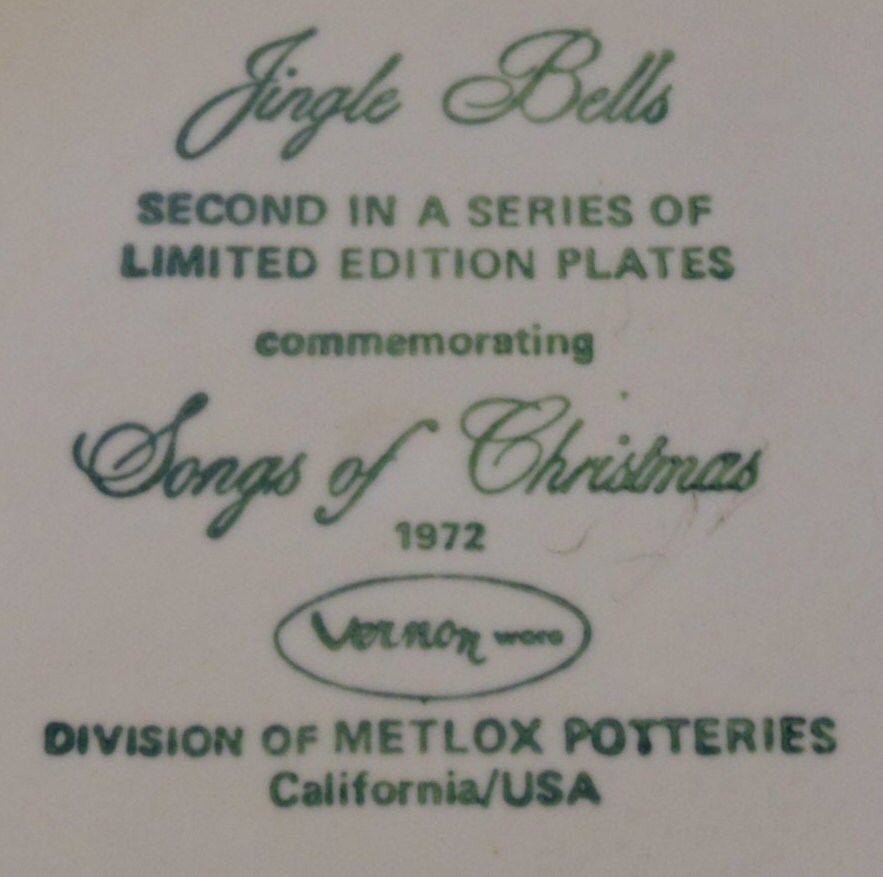 Jingle Bells
SECOND IN A SERIES OF
LIMITED EDITION PLATES
commemorating
Songs of Christmas
1972
Vernon ware
DIVISION OF METLOX POTTERIES
California/USA